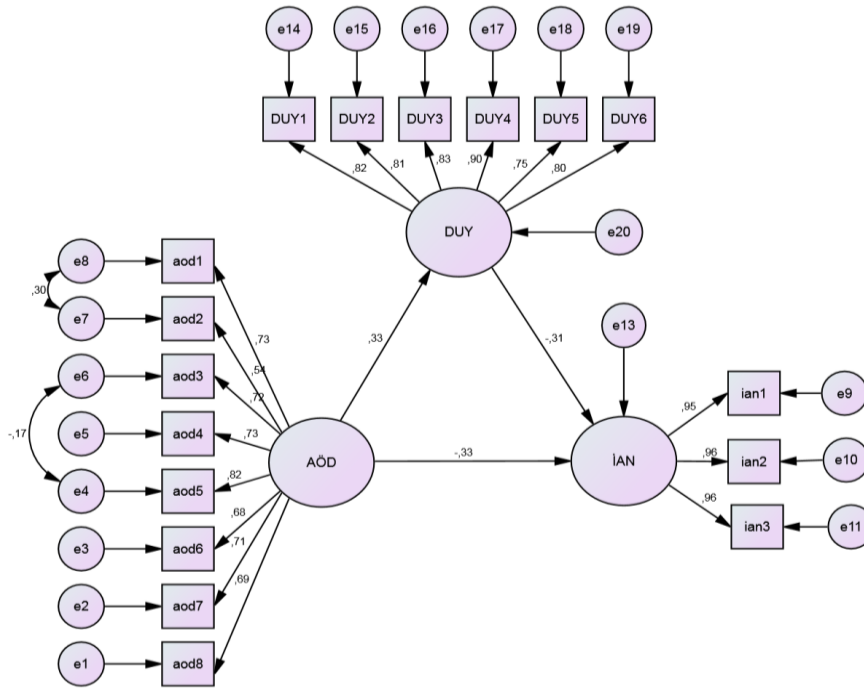 e14 e15 e16 e17 e18 e19
DUY1 DUY2 DUY3 DUY4 DUY5 DUY6
,82 ,81 ,83 ,90 ,75 ,80
DUY
e20
e8 aod1
,30
e7 aod2
e6 aod3
-,17
e5 aod4
e4 aod5
e3 aod6
e2 aod7
e1 aod8
,73
,54
,72
,73
,82
,68
,71
,69
AÖD
,33
-,31
-,33
e13
İAN
,95
,96
,96
ian1 e9
ian2 e10
ian3 e11